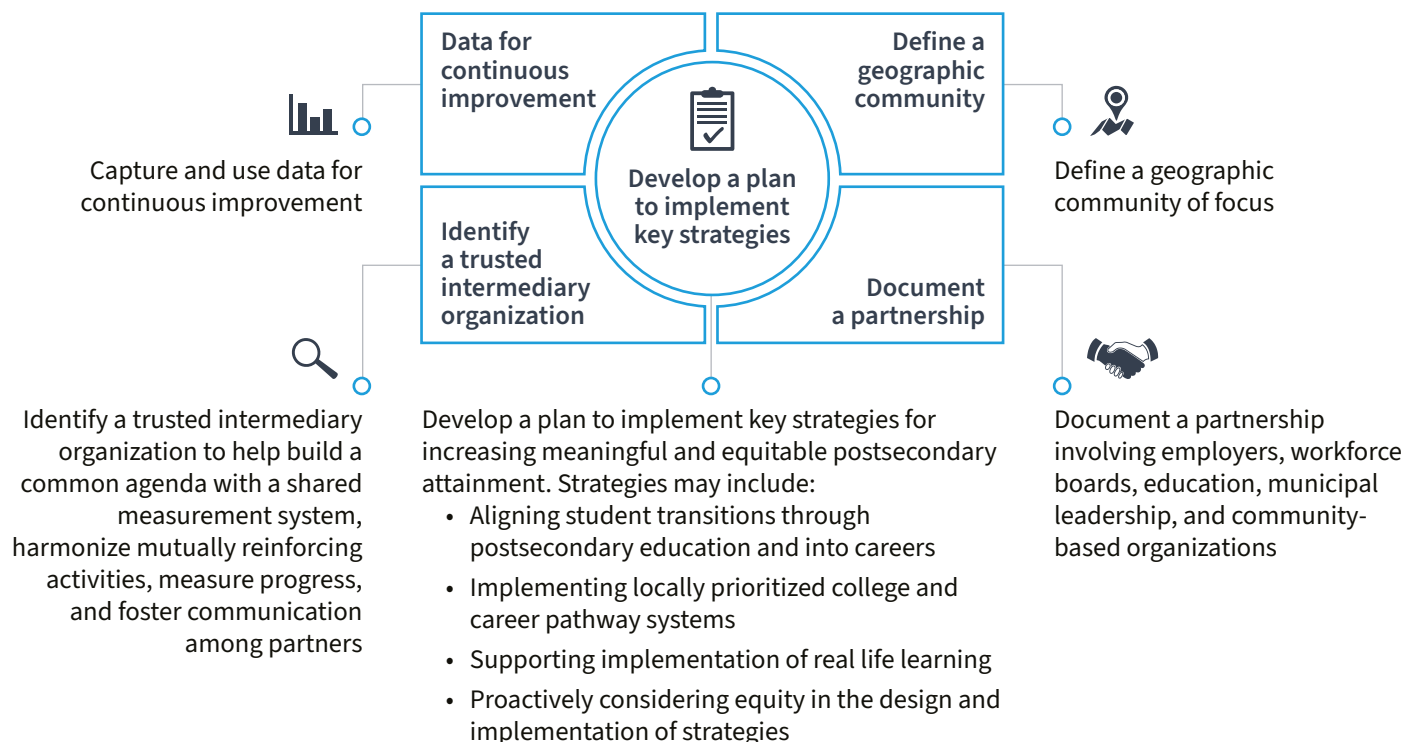 Data for
continuous
improvement
Define a
geographic
community
Develop a plan
to implement
key strategies
Identify
a trusted
intermediary
organization
Document
a partnership
Capture and use data for
continuous improvement
Define a geographic
community of focus
Identify a trusted intermediary
organization to help build a
common agenda with a shared
measurement system,
harmonize mutually reinforcing
activities, measure progress,
and foster communication
among partners
Develop a plan to implement key strategies for
increasing meaningful and equitable postsecondary
attainment. Strategies may include:
• Aligning student transitions through
postsecondary education and into careers
• Implementing locally prioritized college and
career pathway systems
• Supporting implementation of real life learning
• Proactively considering equity in the design and
implementation of strategies
Document a partnership
involving employers, workforce
boards, education, municipal
leadership, and community-
based organizations